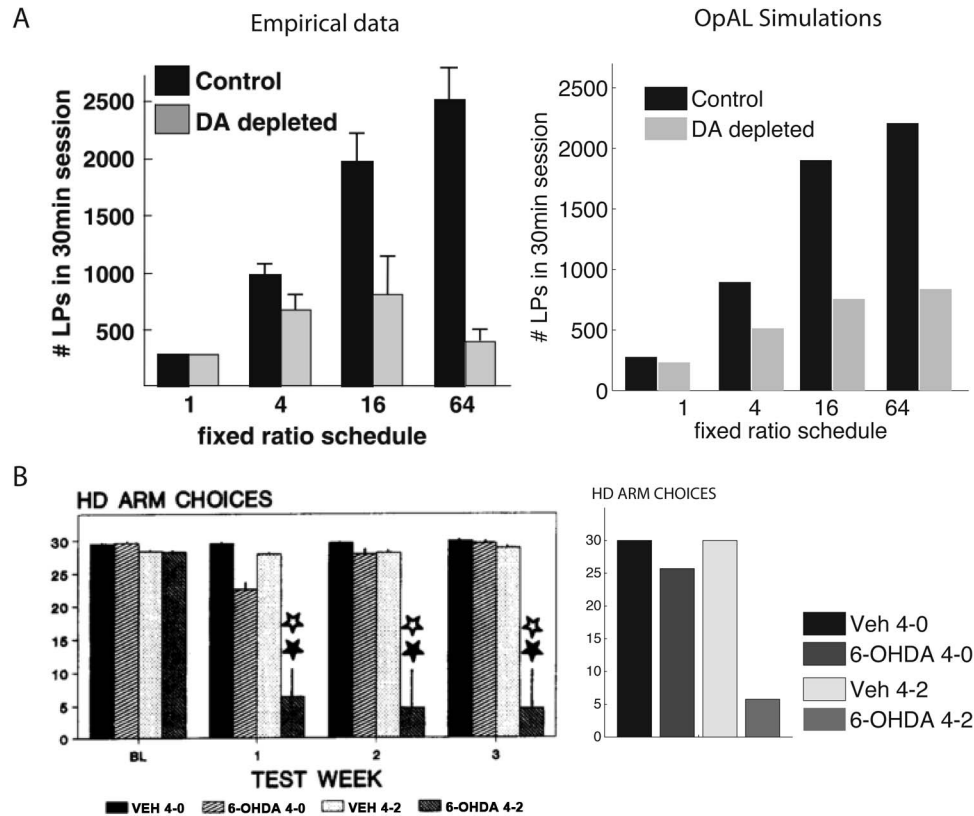 A
Empirical data
# LPs in 30min session
2500
2000
1500
1000
500
Control
DA depleted
1 4 16 64
fixed ratio schedule
OpAL Simulations
# LPs in 30min session
2500
2000
1500
1000
500
0
Control
DA depleted
1 4 16 64
fixed ratio schedule
B
HD ARM CHOICES
30
25
20
15
10
5
0
BL 1 2 3
TEST WEEK
VEH 4-0 6-OHDA 4-0 VEH 4-2 6-OHDA 4-2
HD ARM CHOICES
30
25
20
15
10
5
0
Veh 4-0
6-OHDA 4-0
Veh 4-2
6-OHDA 4-2